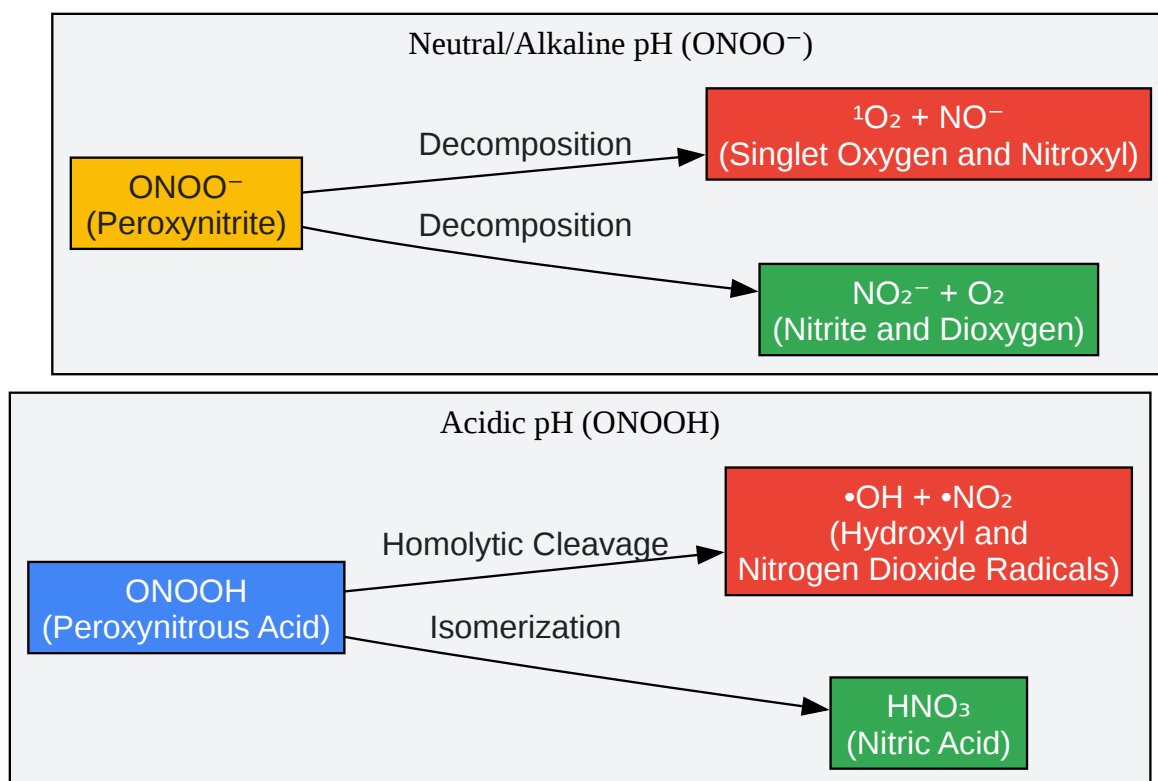 Neutral/Alkaline pH (ONOO⁻)
¹O₂ + NO⁻
(Singlet Oxygen and Nitroxyl)
Decomposition
ONOO⁻
(Peroxynitrite)
Decomposition
NO₂⁻ + O₂
(Nitrite and Dioxygen)
Acidic pH (ONOOH)
•OH + •NO₂
(Hydroxyl and
Nitrogen Dioxide Radicals)
Homolytic Cleavage
ONOOH
(Peroxynitrous Acid)
Isomerization
HNO₃
(Nitric Acid)